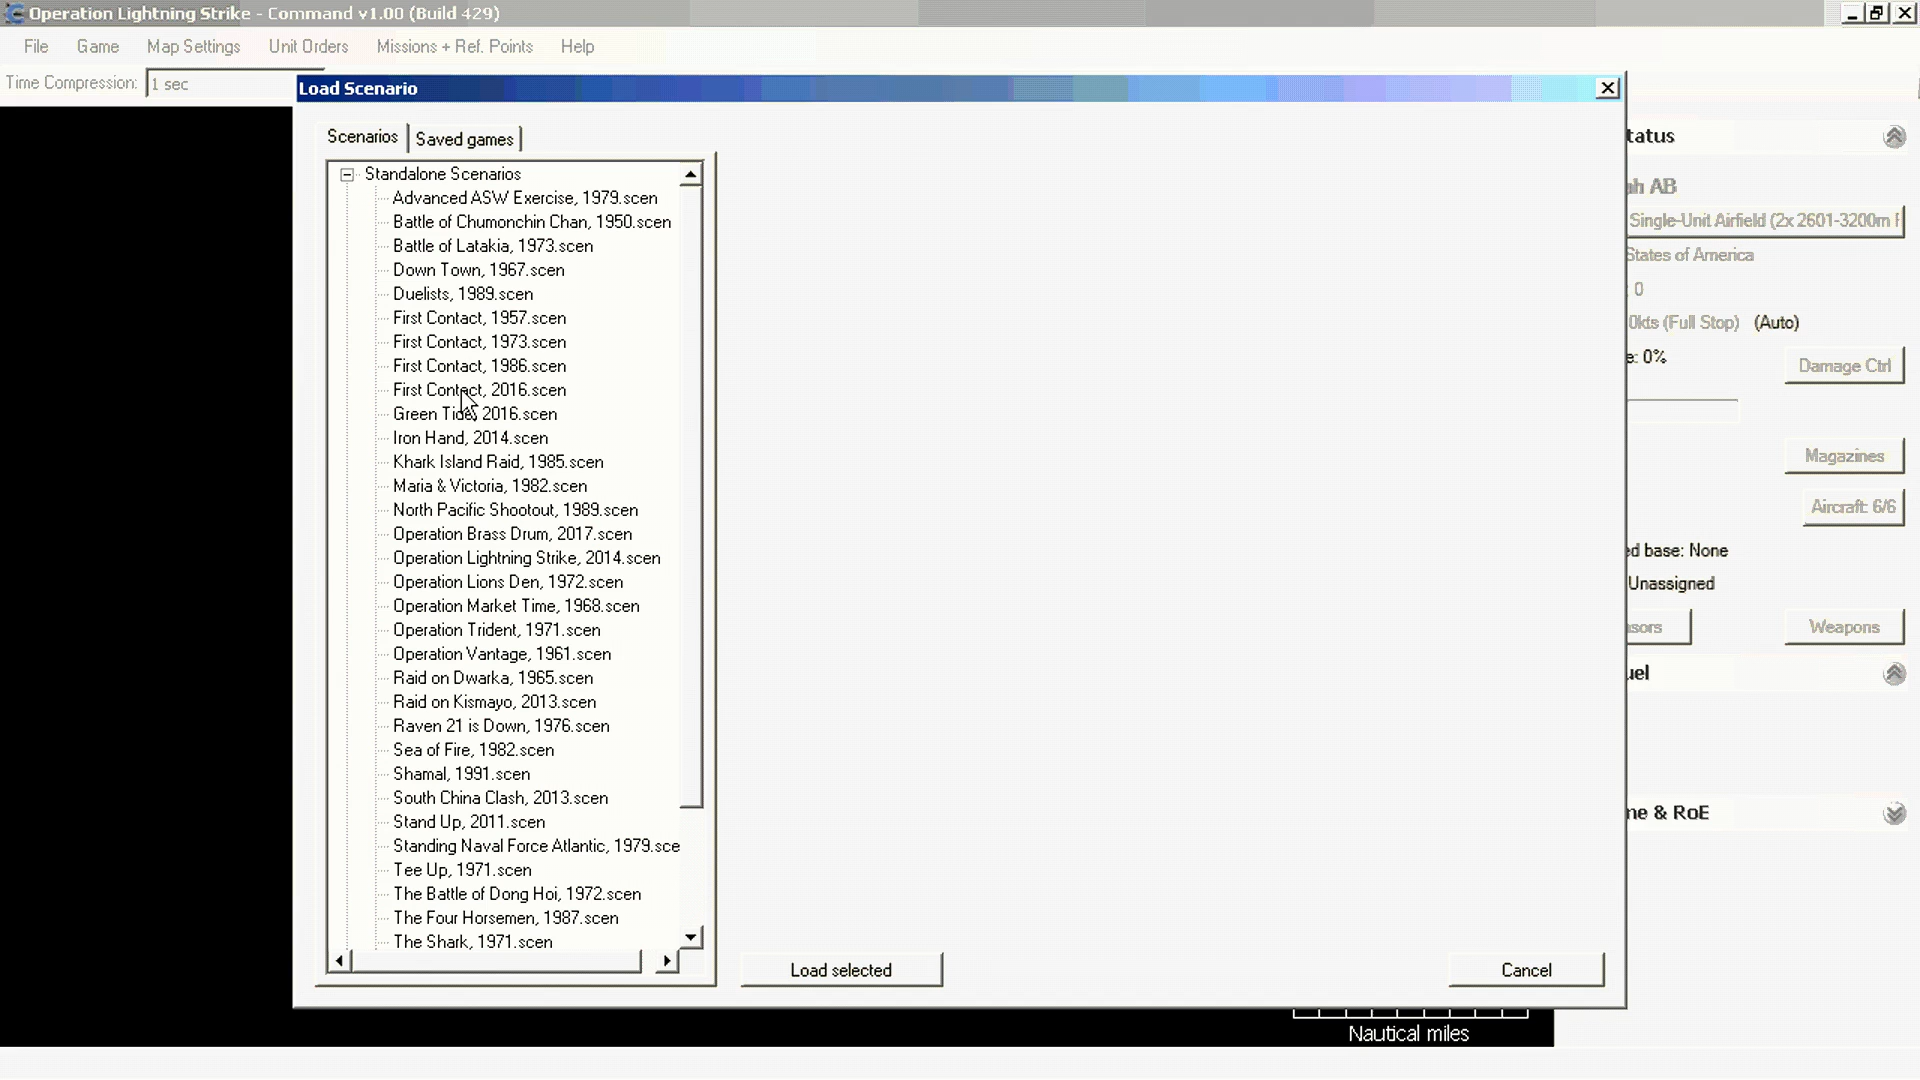 Operation Lightning Strike - Command v1.00 (Build 429)
File Game Map Settings Unit Orders Missions + Ref. Points Help
Time Compression: 1 sec
Load Scenario
Scenarios Saved games
Standalone Scenarios
Advanced ASW Exercise, 1979.scen
Battle of Chumonchin Chan, 1950.scen
Battle of Latakia, 1973.scen
Down Town, 1967.scen
Duelists, 1989.scen
First Contact, 1957.scen
First Contact, 1973.scen
First Contact, 1986.scen
First Contact, 2016.scen
Green Tide, 2016.scen
Iron Hand, 2014.scen
Khark Island Raid, 1985.scen
Maria & Victoria, 1982.scen
North Pacific Shootout, 1989.scen
Operation Brass Drum, 2017.scen
Operation Lightning Strike, 2014.scen
Operation Lions Den, 1972.scen
Operation Market Time, 1968.scen
Operation Trident, 1971.scen
Operation Vantage, 1961.scen
Raid on Dwarka, 1965.scen
Raid on Kismayo, 2013.scen
Raven 21 is Down, 1976.scen
Sea of Fire, 1982.scen
Shamal, 1991.scen
South China Clash, 2013.scen
Stand Up, 2011.scen
Standing Naval Force Atlantic, 1979.sce
Tee Up, 1971.scen
The Battle of Dong Hoi, 1972.scen
The Four Horsemen, 1987.scen
The Shark, 1971.scen
Load selected
Cancel
tatus
ah AB
Single-Unit Airfield (2x 2601-3200m
States of America
: 0
0kts (Full Stop) (Auto)
e: 0%
Damage Ctrl
Magazines
Aircraft: 6/6
ed base: None
Unassigned
nsors
Weapons
uel
ne & RoE
Nautical miles